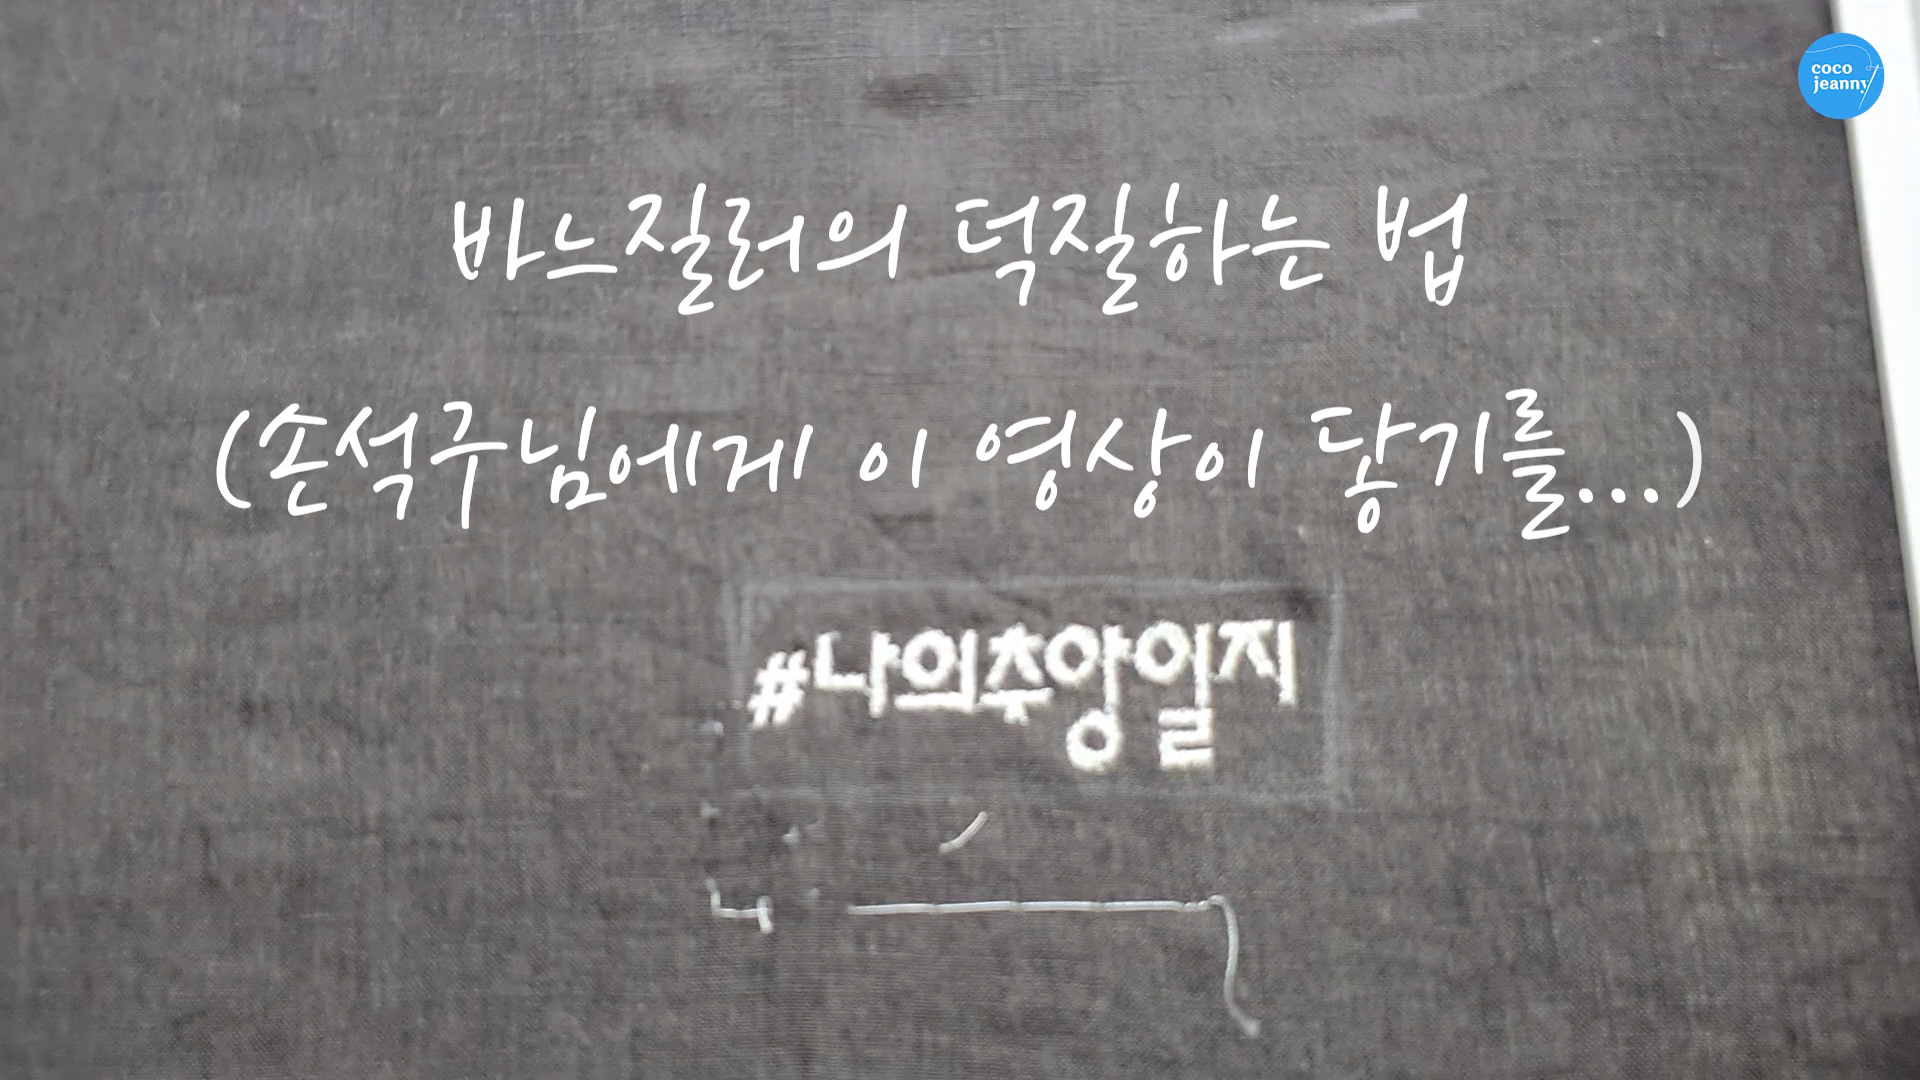 coco
jeanny
바느질러의 덕질하는 법
(손석구님에게 이 영상이 닿기를...)
#나의추앙일지